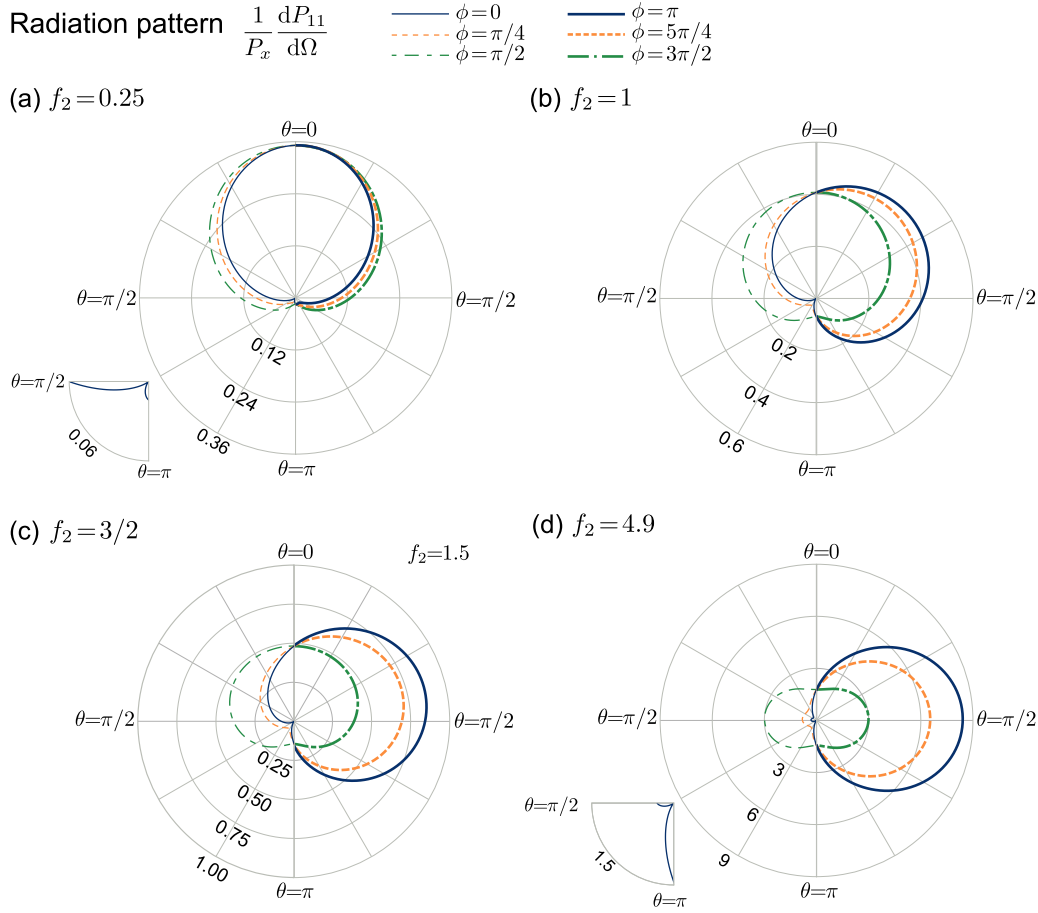 Radiation pattern 1/P_x dP_11/dΩ
ϕ=0
ϕ=π/4
ϕ=π/2
ϕ=π
ϕ=5π/4
ϕ=3π/2
(a) f_2=0.25
θ=0
θ=π/2
θ=π/2
0.12
0.24
0.36
θ=π
θ=π/2
0.06
θ=π
(b) f_2=1
θ=0
θ=π/2
θ=π/2
0.2
0.4
0.6
θ=π
(c) f_2=3/2
f_2=1.5
θ=0
θ=π/2
θ=π/2
0.25
0.50
0.75
1.00
θ=π
(d) f_2=4.9
θ=0
θ=π/2
θ=π/2
3
6
9
θ=π
θ=π/2
1.5
θ=π